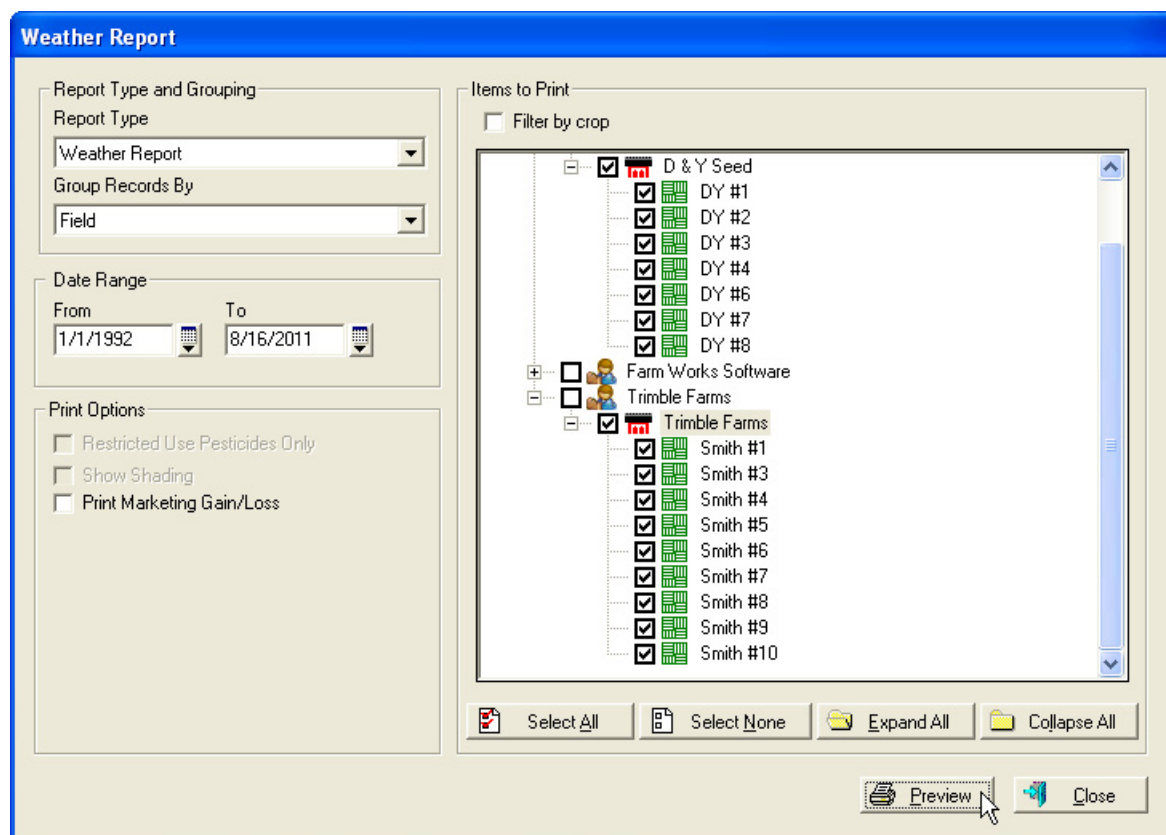 Weather Report
Report Type and Grouping
Report Type
Weather Report
Group Records By
Field
Date Range
From To
1/1/1992 8/16/2011
Print Options
Restricted Use Pesticides Only
Show Shading
Print Marketing Gain/Loss
Items to Print
Filter by crop
D & Y Seed
DY #1
DY #2
DY #3
DY #4
DY #6
DY #7
DY #8
Farm Works Software
Trimble Farms
Trimble Farms
Smith #1
Smith #3
Smith #4
Smith #5
Smith #6
Smith #7
Smith #8
Smith #9
Smith #10
Select All Select None Expand All Collapse All
Preview Close